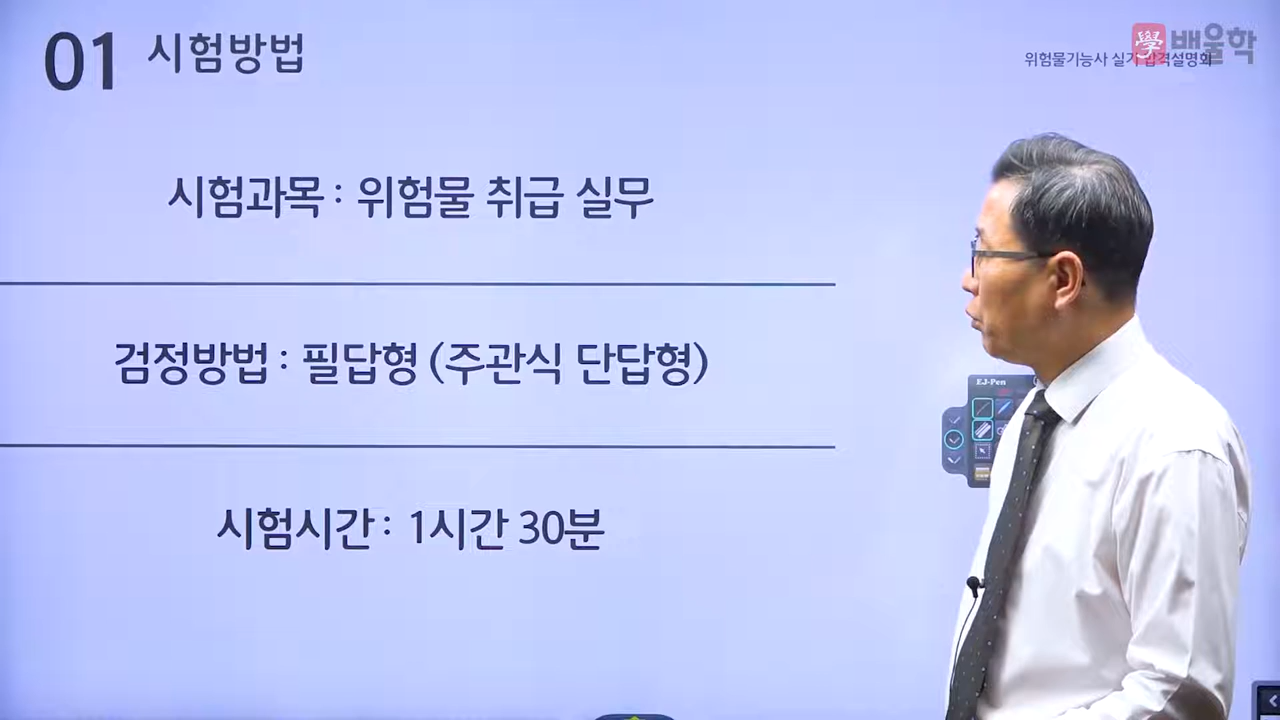 01 시험방법
學 배울학
위험물기능사 실기 합격설명회
시험과목 : 위험물 취급 실무
검정방법 : 필답형 (주관식 단답형)
EJ-Pen
시험시간 : 1시간 30분